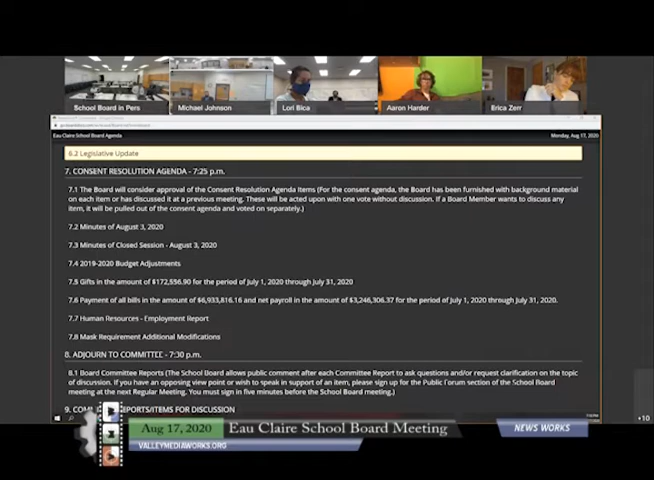 School Board in Pers
Michael Johnson
Lori Bica
Aaron Harder
Erica Zerr
Eau Claire School Board Agenda
Monday, Aug 17, 2020
6.2 Legislative Update
7. CONSENT RESOLUTION AGENDA - 7:25 p.m.
7.1 The Board will consider approval of the Consent Resolution Agenda Items (For the consent agenda, the Board has been furnished with background material
on each item or has discussed it at a previous meeting. These will be acted upon with one vote without discussion. If a Board Member wants to discuss any
item, it will be pulled out of the consent agenda and voted on separately.)
7.2 Minutes of August 3, 2020
7.3 Minutes of Closed Session - August 3, 2020
7.4 2019-2020 Budget Adjustments
7.5 Gifts in the amount of $172,556.90 for the period of July 1, 2020 through July 31, 2020
7.6 Payment of all bills in the amount of $6,933,816.16 and net payroll in the amount of $3,246,306.37 for the period of July 1, 2020 through July 31, 2020.
7.7 Human Resources - Employment Report
7.8 Mask Requirement Additional Modifications
8. ADJOURN TO COMMITTEE - 7:30 p.m.
8.1 Board Committee Reports (The School Board allows public comment after each Committee Report to ask questions and/or request clarification on the topic
of discussion. If you have an opposing view point or wish to speak in support of an item, please sign up for the Public Forum section of the School Board
meeting at the next Regular Meeting. You must sign in five minutes before the School Board meeting.)
9. REPORTS/ITEMS FOR DISCUSSION
+10
Aug 17, 2020 Eau Claire School Board Meeting
NEWS WORKS
VALLEYMEDIAWORKS.ORG